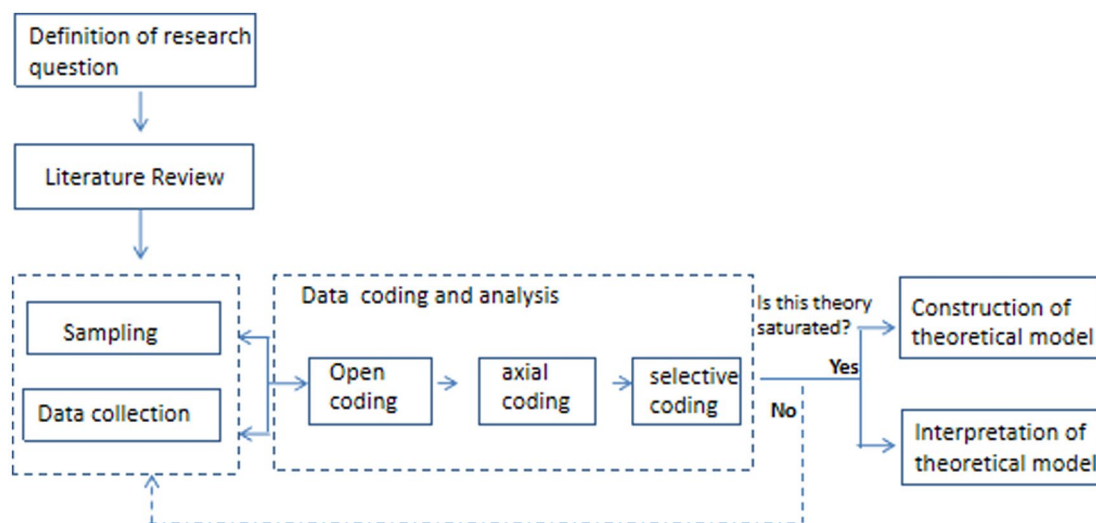 Definition of research
question
Literature Review
Sampling
Data collection
Data coding and analysis
Open
coding
axial
coding
selective
coding
Is this theory
saturated?
Yes
No
Construction of
theoretical model
Interpretation of
theoretical model